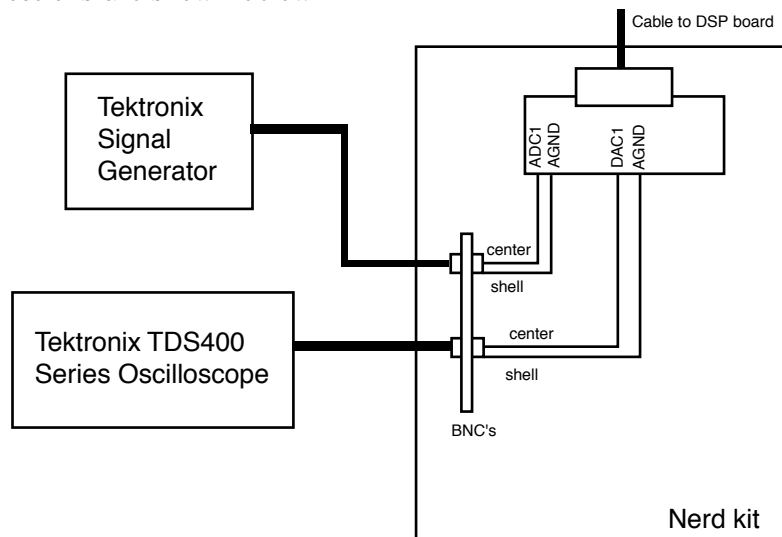 Cable to DSP board
Tektronix
Signal
Generator
ADC1
AGND
DAC1
AGND
center
shell
Tektronix TDS400
Series Oscilloscope
center
shell
BNC's
Nerd kit